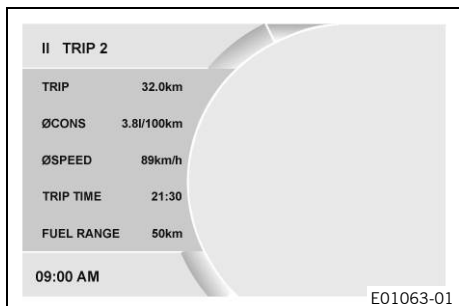 II TRIP 2
TRIP 32.0km
ØCONS 3.8l/100km
ØSPEED 89km/h
TRIP TIME 21:30
FUEL RANGE 50km
09:00 AM
E01063-01